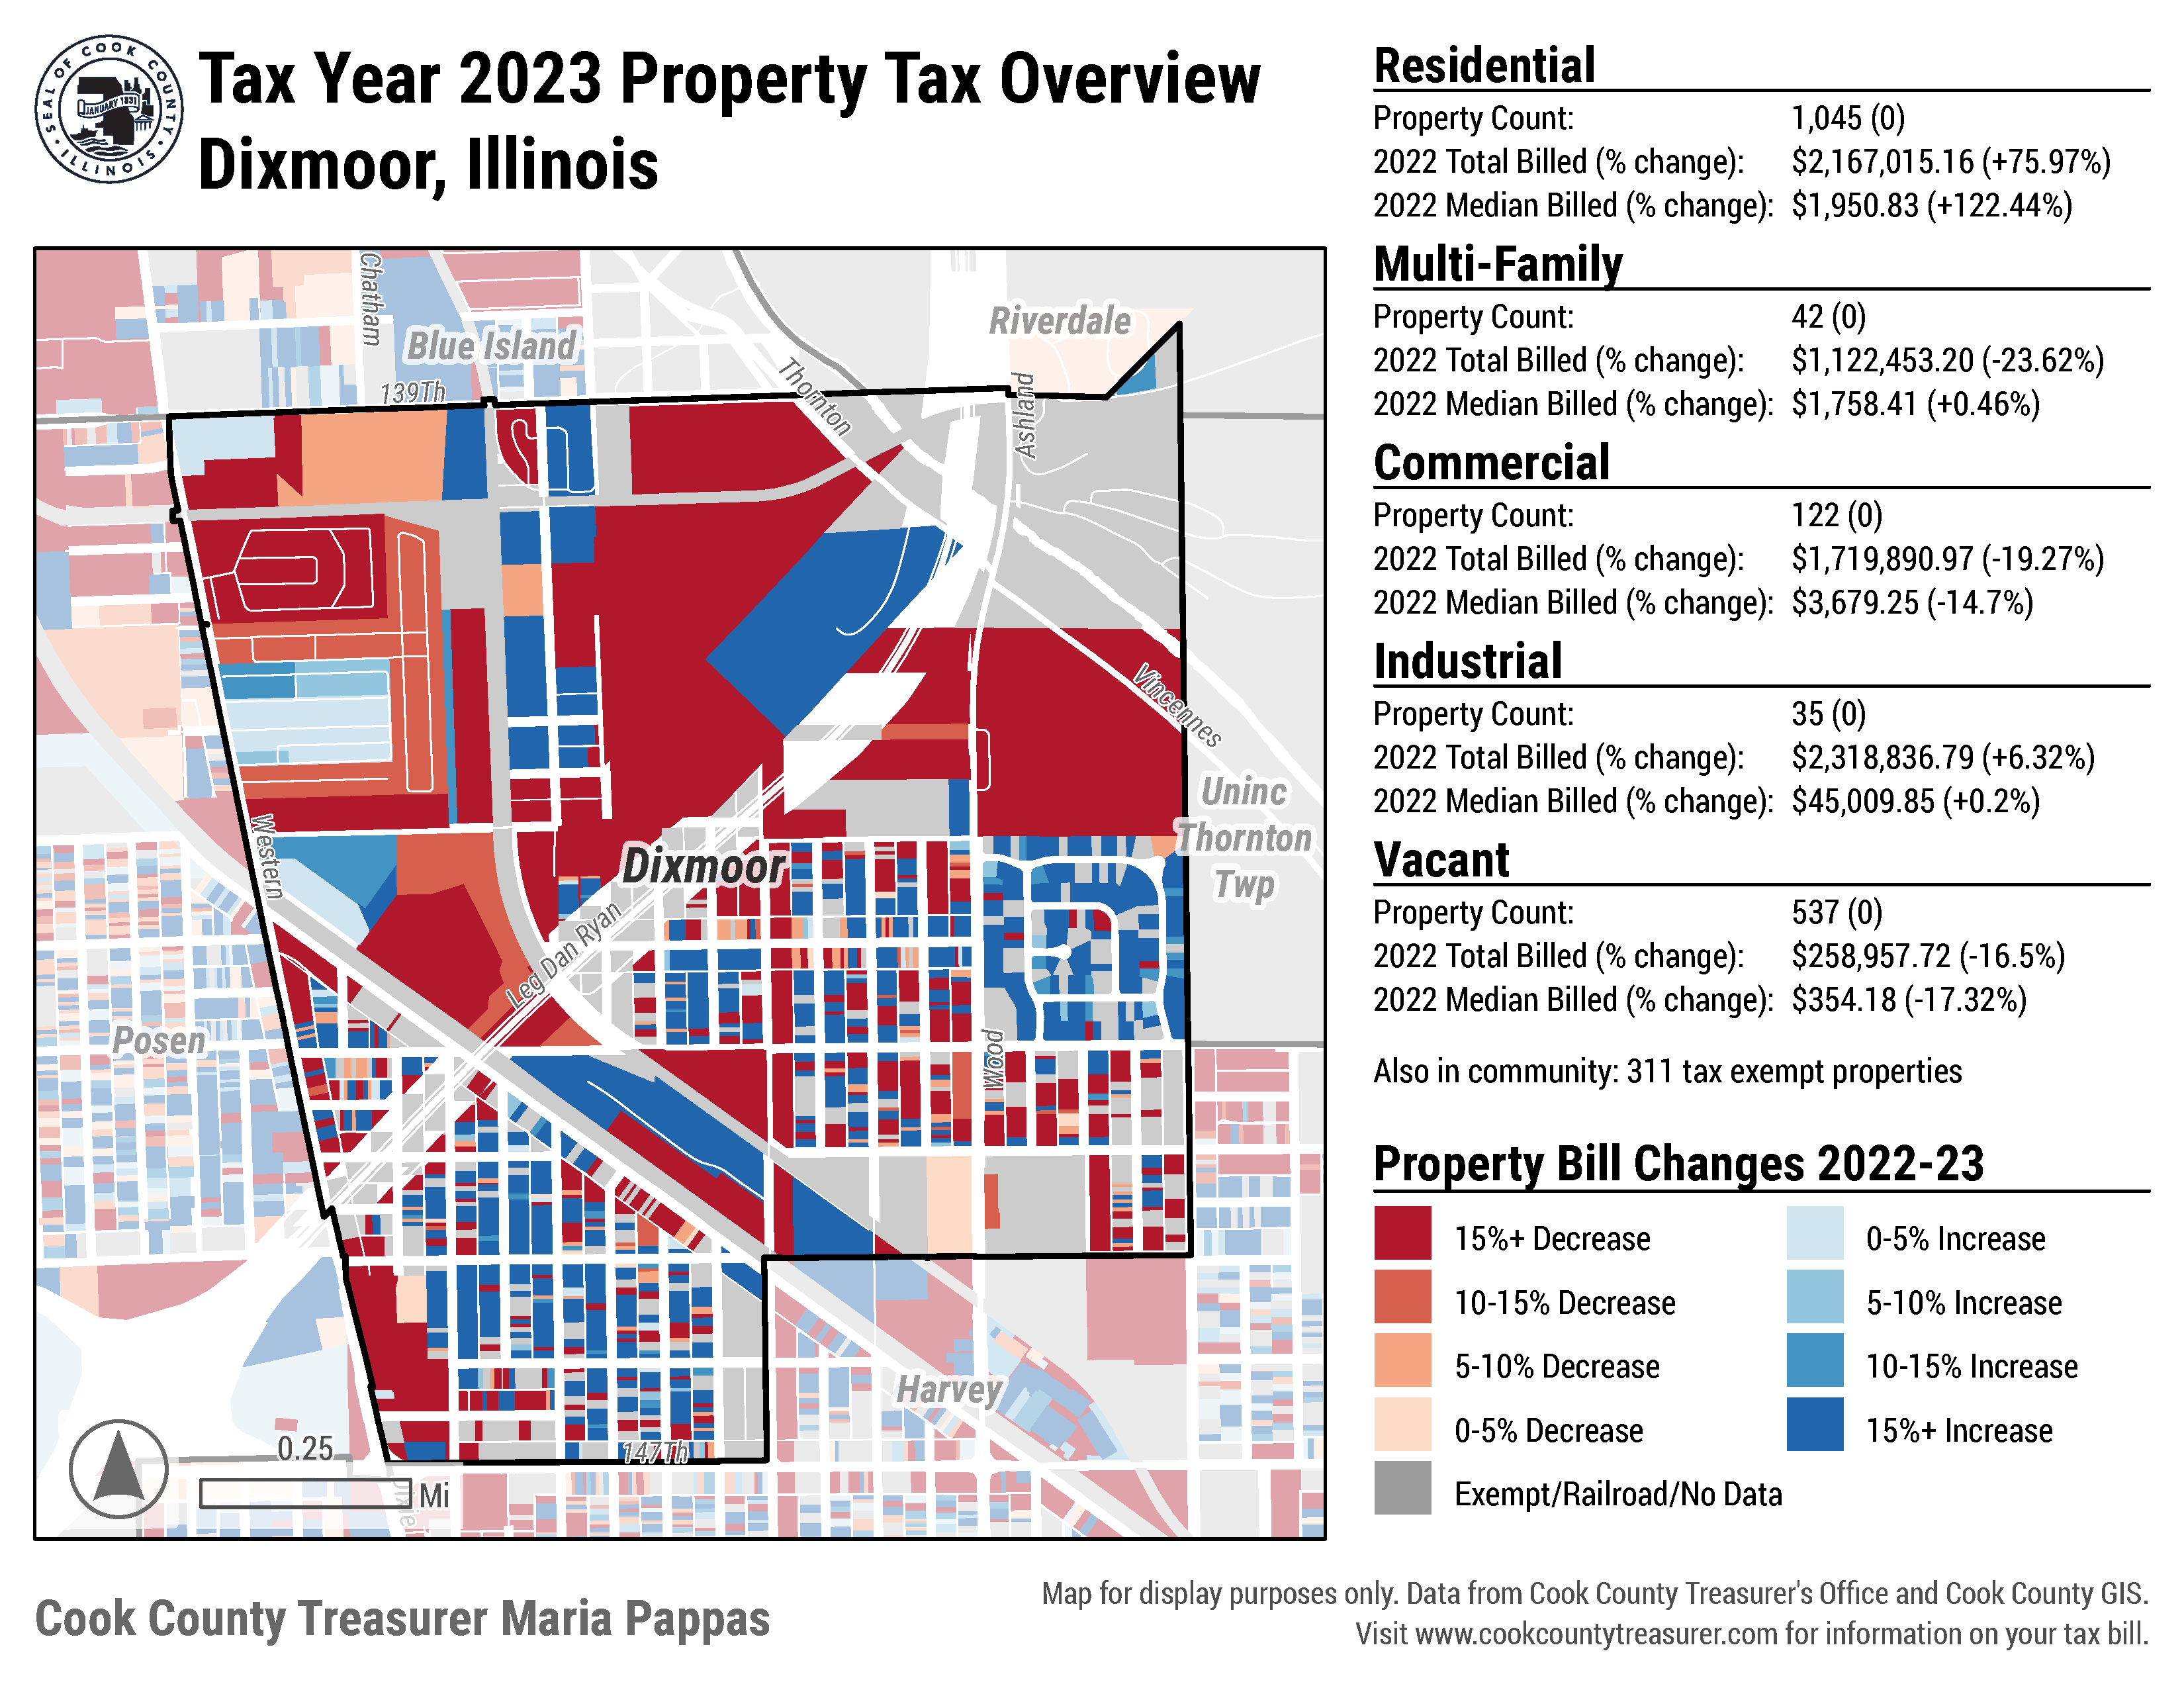 SEAL OF COOK COUNTY
JANUARY 1831
ILLINOIS
Tax Year 2023 Property Tax Overview
Dixmoor, Illinois
Chatham
Blue Island
Riverdale
139Th
Thornton
Ashland
Vincennes
Uninc
Thornton
Twp
Western
Dixmoor
Leg Dan Ryan
Posen
Wood
Harvey
147Th
0.25
Mi
Residential
Property Count: 1,045 (0)
2022 Total Billed (% change): $2,167,015.16 (+75.97%)
2022 Median Billed (% change): $1,950.83 (+122.44%)
Multi-Family
Property Count: 42 (0)
2022 Total Billed (% change): $1,122,453.20 (-23.62%)
2022 Median Billed (% change): $1,758.41 (+0.46%)
Commercial
Property Count: 122 (0)
2022 Total Billed (% change): $1,719,890.97 (-19.27%)
2022 Median Billed (% change): $3,679.25 (-14.7%)
Industrial
Property Count: 35 (0)
2022 Total Billed (% change): $2,318,836.79 (+6.32%)
2022 Median Billed (% change): $45,009.85 (+0.2%)
Vacant
Property Count: 537 (0)
2022 Total Billed (% change): $258,957.72 (-16.5%)
2022 Median Billed (% change): $354.18 (-17.32%)
Also in community: 311 tax exempt properties
Property Bill Changes 2022-23
15%+ Decrease
0-5% Increase
10-15% Decrease
5-10% Increase
5-10% Decrease
10-15% Increase
0-5% Decrease
15%+ Increase
Exempt/Railroad/No Data
Cook County Treasurer Maria Pappas
Map for display purposes only. Data from Cook County Treasurer's Office and Cook County GIS.
Visit www.cookcountytreasurer.com for information on your tax bill.